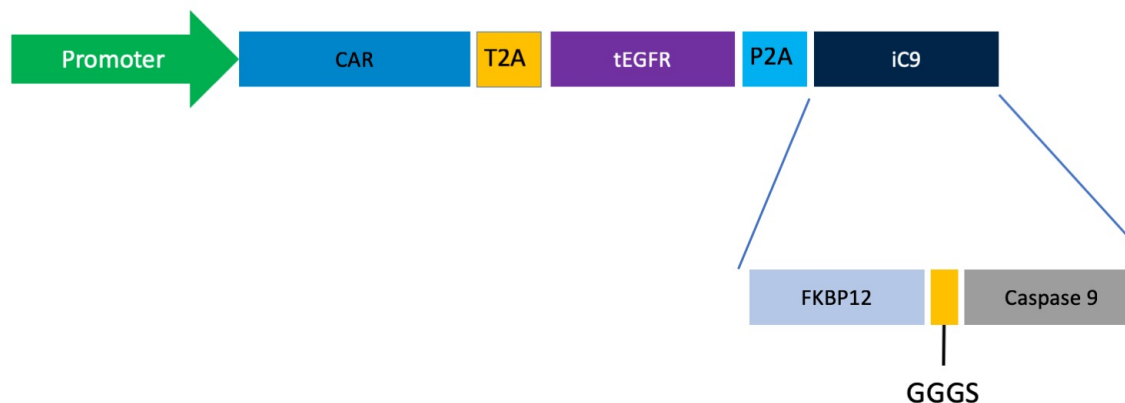 Promoter
CAR
T2A
tEGFR
P2A
iC9
FKBP12
Caspase 9
GGGS